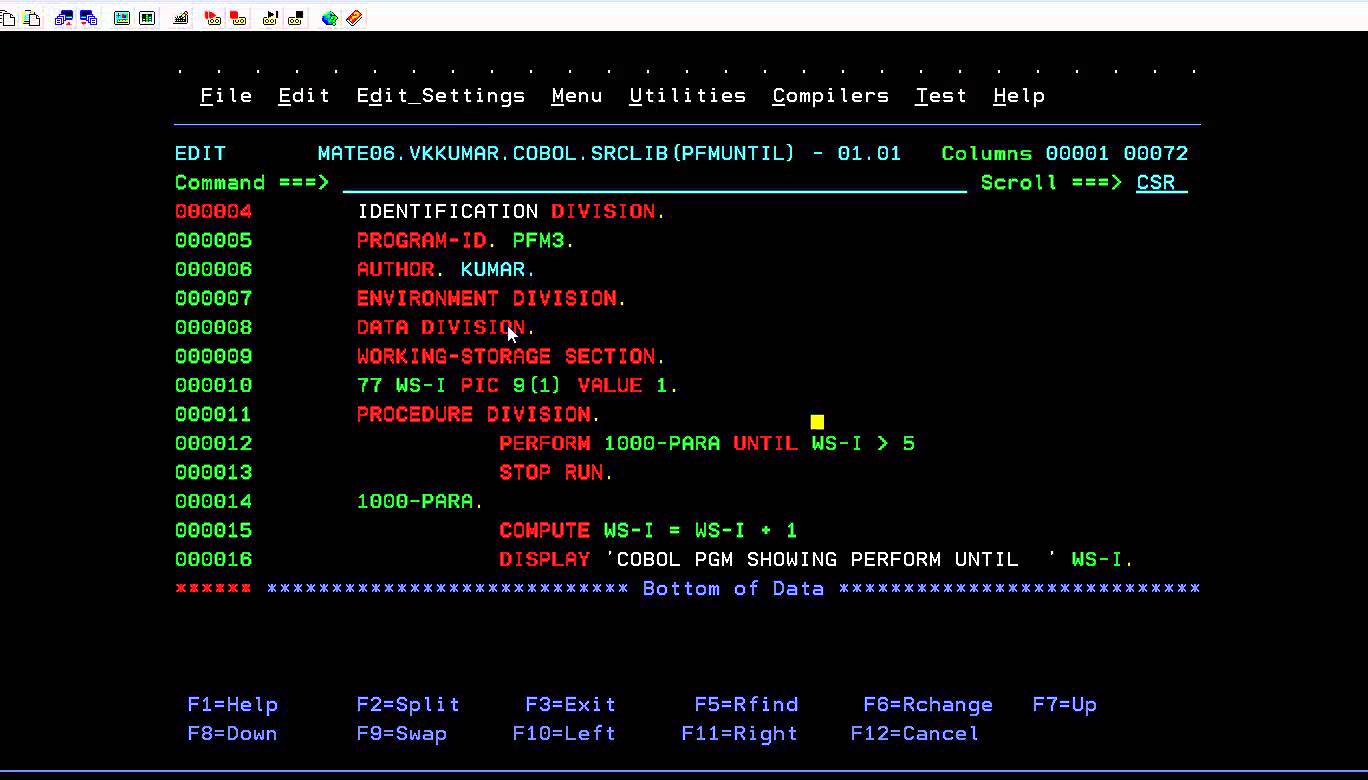 File  Edit  Edit_Settings  Menu  Utilities  Compilers  Test  Help
EDIT       MATE06.VKKUMAR.COBOL.SRCLIB(PFMUNTIL) - 01.01   Columns 00001 00072
Command ===>                                                  Scroll ===> CSR
000004        IDENTIFICATION DIVISION.
000005        PROGRAM-ID. PFM3.
000006        AUTHOR. KUMAR.
000007        ENVIRONMENT DIVISION.
000008        DATA DIVISION.
000009        WORKING-STORAGE SECTION.
000010        77 WS-I PIC 9(1) VALUE 1.
000011        PROCEDURE DIVISION.
000012                   PERFORM 1000-PARA UNTIL WS-I > 5
000013                   STOP RUN.
000014        1000-PARA.
000015                   COMPUTE WS-I = WS-I + 1
000016                   DISPLAY 'COBOL PGM SHOWING PERFORM UNTIL  ' WS-I.
****** **************************** Bottom of Data ****************************
F1=Help      F2=Split     F3=Exit      F5=Rfind     F6=Rchange   F7=Up
F8=Down      F9=Swap     F10=Left     F11=Right    F12=Cancel